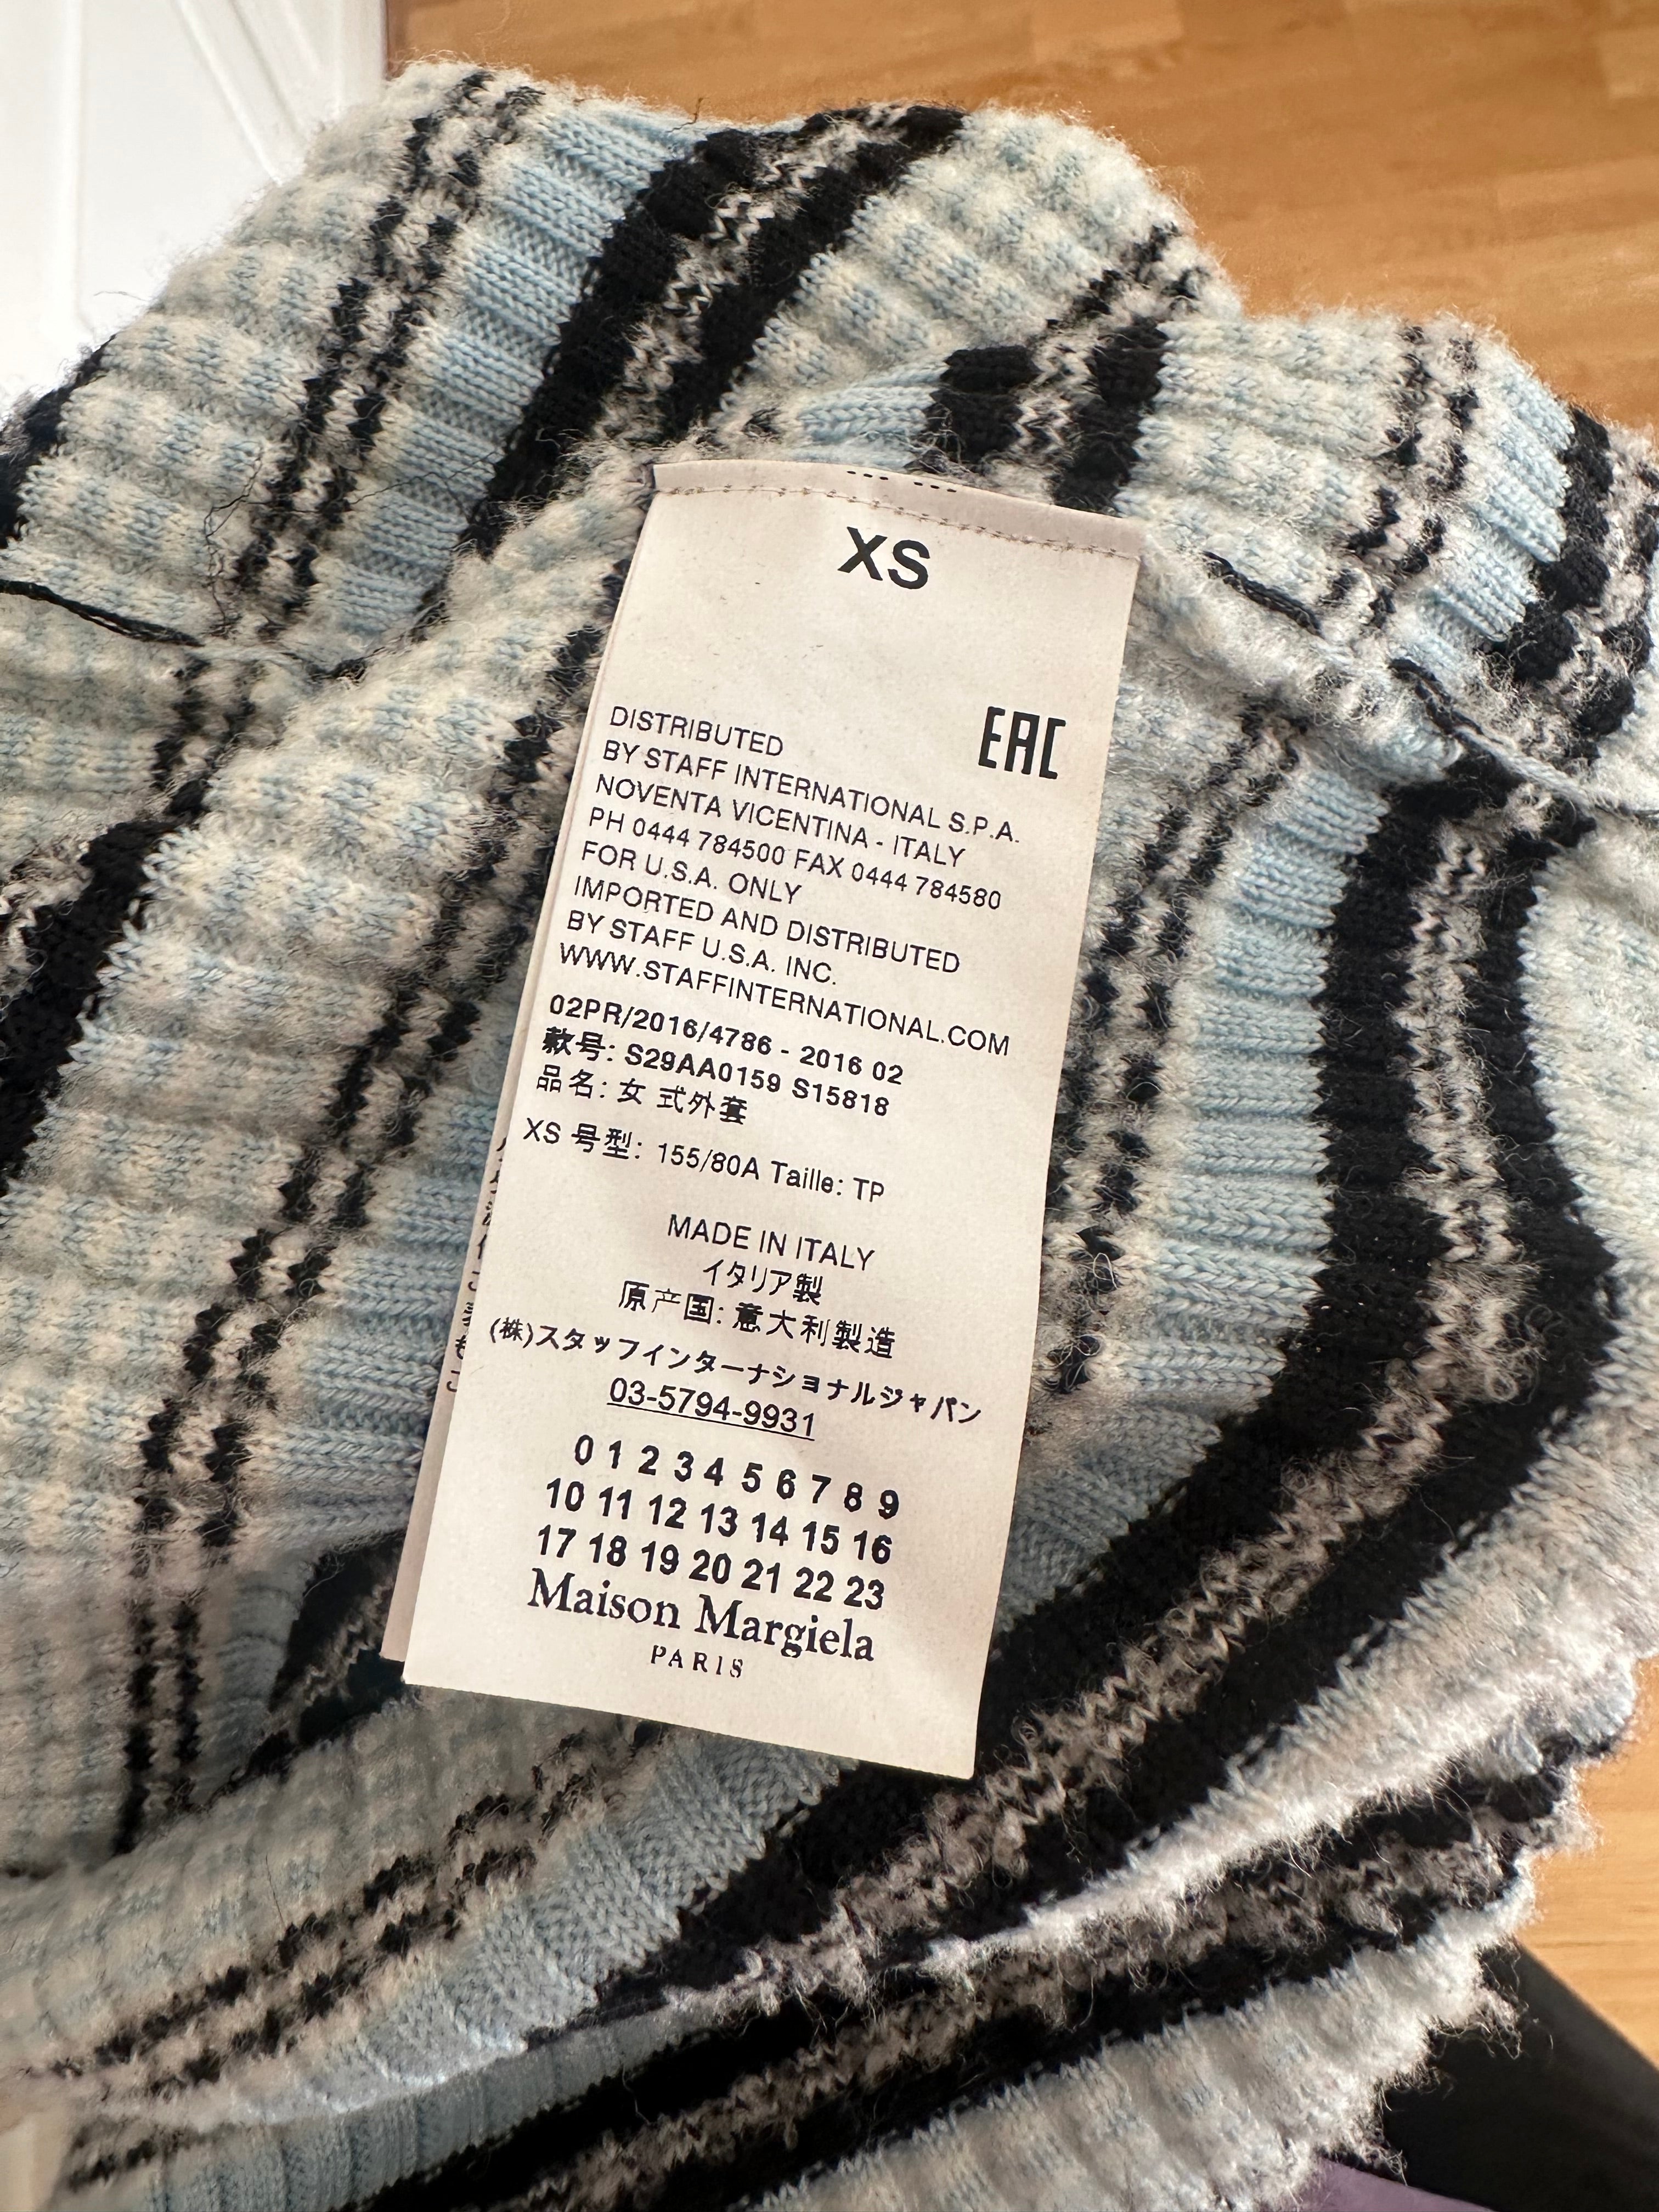 XS
EAC
DISTRIBUTED
BY STAFF INTERNATIONAL S.P.A.
NOVENTA VICENTINA - ITALY
PH 0444 784500 FAX 0444 784580
FOR U.S.A. ONLY
IMPORTED AND DISTRIBUTED
BY STAFF U.S.A. INC.
WWW.STAFFINTERNATIONAL.COM
02PR/2016/4786 - 2016 02
款号: S29AA0159 S15818
品名: 女 式外套
XS 号型: 155/80A Taille: TP
MADE IN ITALY
イタリア製
原产国: 意大利製造
(株)スタッフインターナショナルジャパン
03-5794-9931
0 1 2 3 4 5 6 7 8 9
10 11 12 13 14 15 16
17 18 19 20 21 22 23
Maison Margiela
PARIS